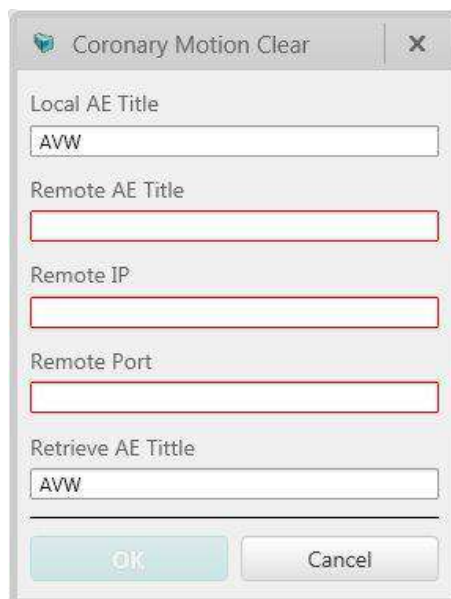 Coronary Motion Clear
Local AE Title
AVW
Remote AE Title
Remote IP
Remote Port
Retrieve AE Tittle
AVW
OK
Cancel